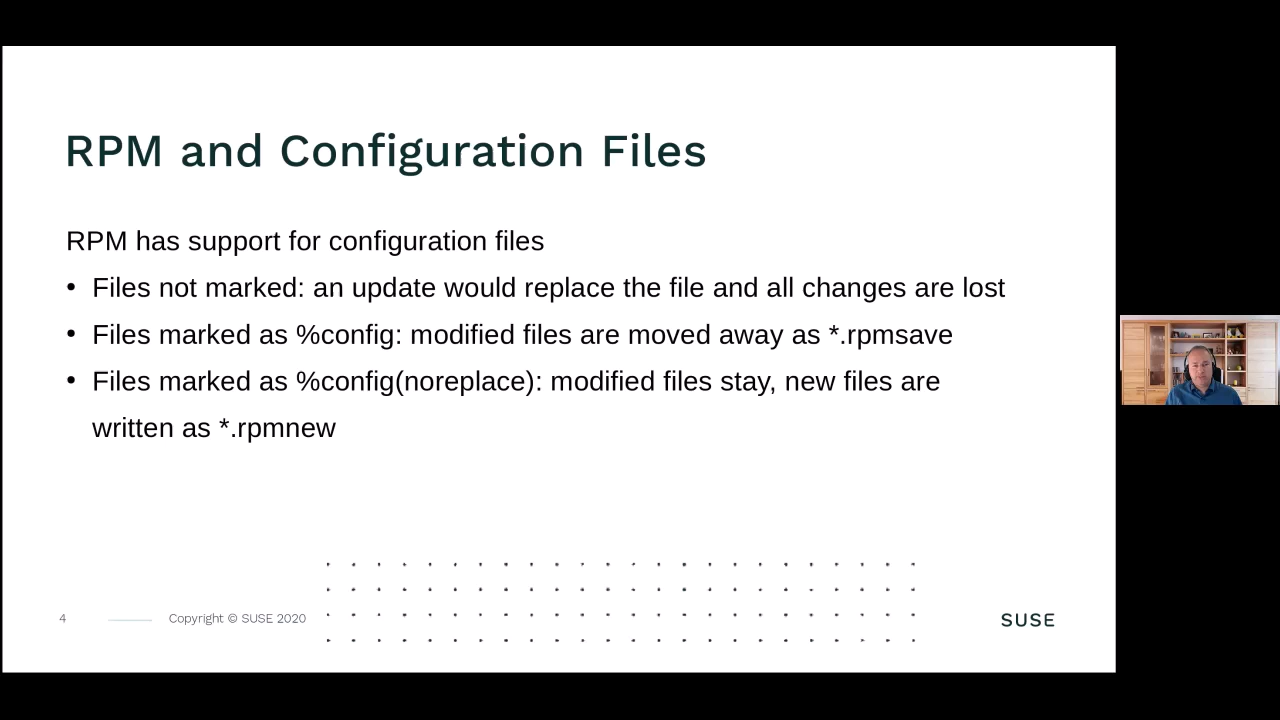 RPM and Configuration Files
RPM has support for configuration files
• Files not marked: an update would replace the file and all changes are lost
• Files marked as %config: modified files are moved away as *.rpmsave
• Files marked as %config(noreplace): modified files stay, new files are
written as *.rpmnew
4
Copyright © SUSE 2020
SUSE